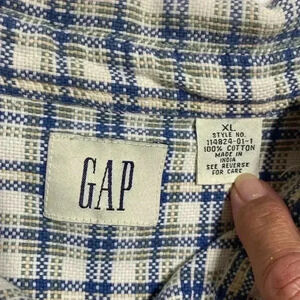 GAP
XL
STYLE NO.
114824-01-1
100% COTTON
MADE IN
INDIA
SEE REVERSE
FOR CARE